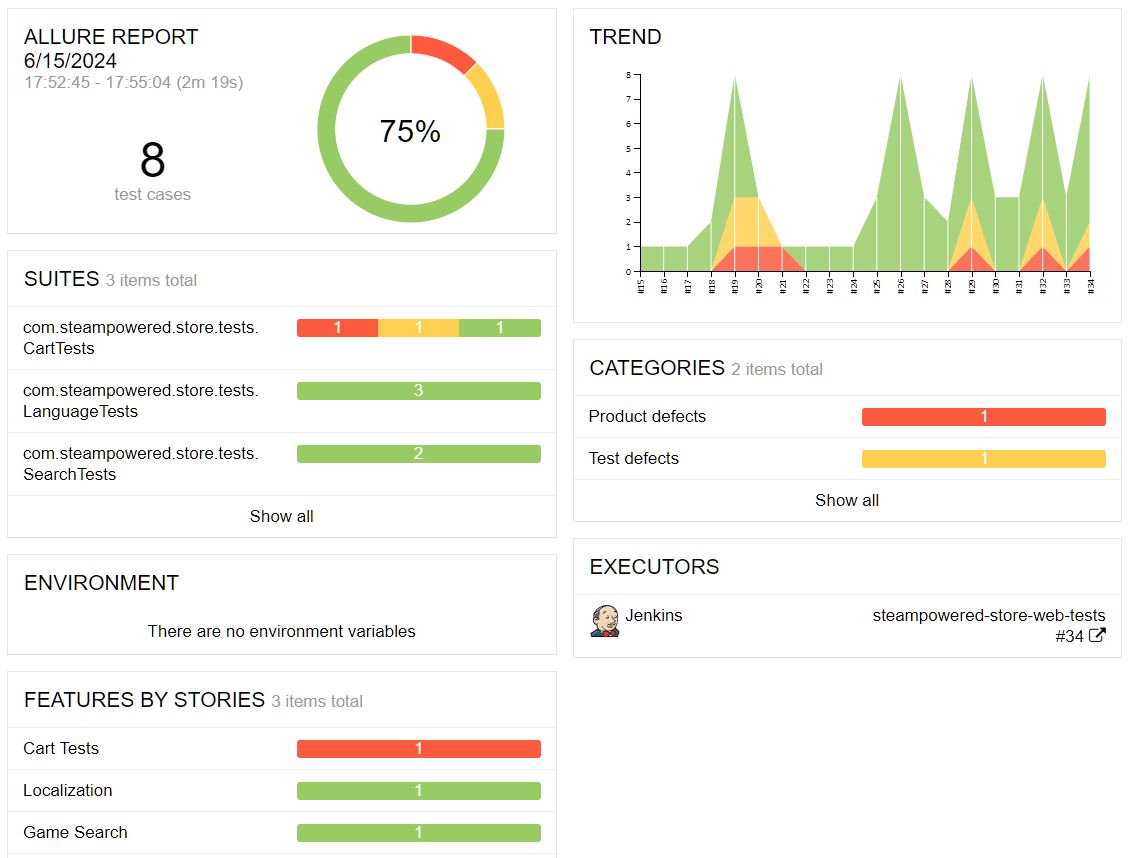 ALLURE REPORT
6/15/2024
17:52:45 - 17:55:04 (2m 19s)
8
test cases
75%
SUITES 3 items total
com.steampowered.store.tests.
CartTests
1 1 1
com.steampowered.store.tests.
LanguageTests
3
com.steampowered.store.tests.
SearchTests
2
Show all
ENVIRONMENT
There are no environment variables
FEATURES BY STORIES 3 items total
Cart Tests 1
Localization 1
Game Search 1
TREND
8
7
6
5
4
3
2
1
0
#15 #16 #17 #18 #19 #20 #21 #22 #23 #24 #25 #26 #27 #28 #29 #30 #31 #32 #33 #34
CATEGORIES 2 items total
Product defects 1
Test defects 1
Show all
EXECUTORS
Jenkins steampowered-store-web-tests
#34